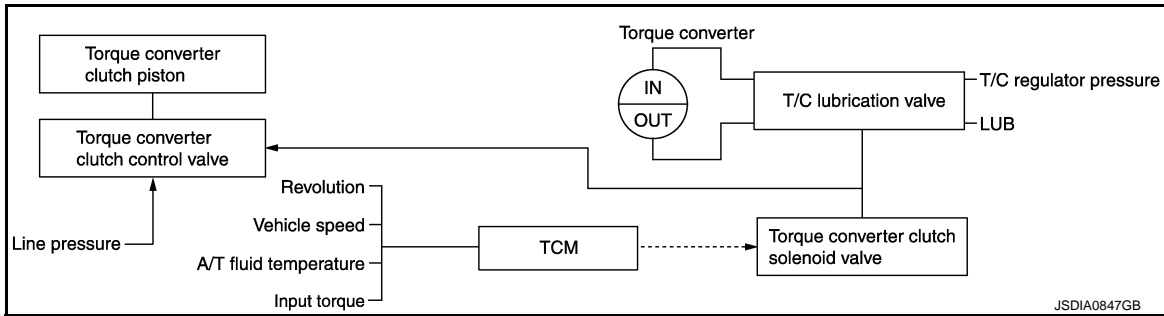 Torque converter
clutch piston
Torque converter
clutch control valve
Line pressure
Revolution
Vehicle speed
A/T fluid temperature
Input torque
TCM
Torque converter
IN
OUT
T/C lubrication valve
T/C regulator pressure
LUB
Torque converter clutch
solenoid valve
JSDIA0847GB